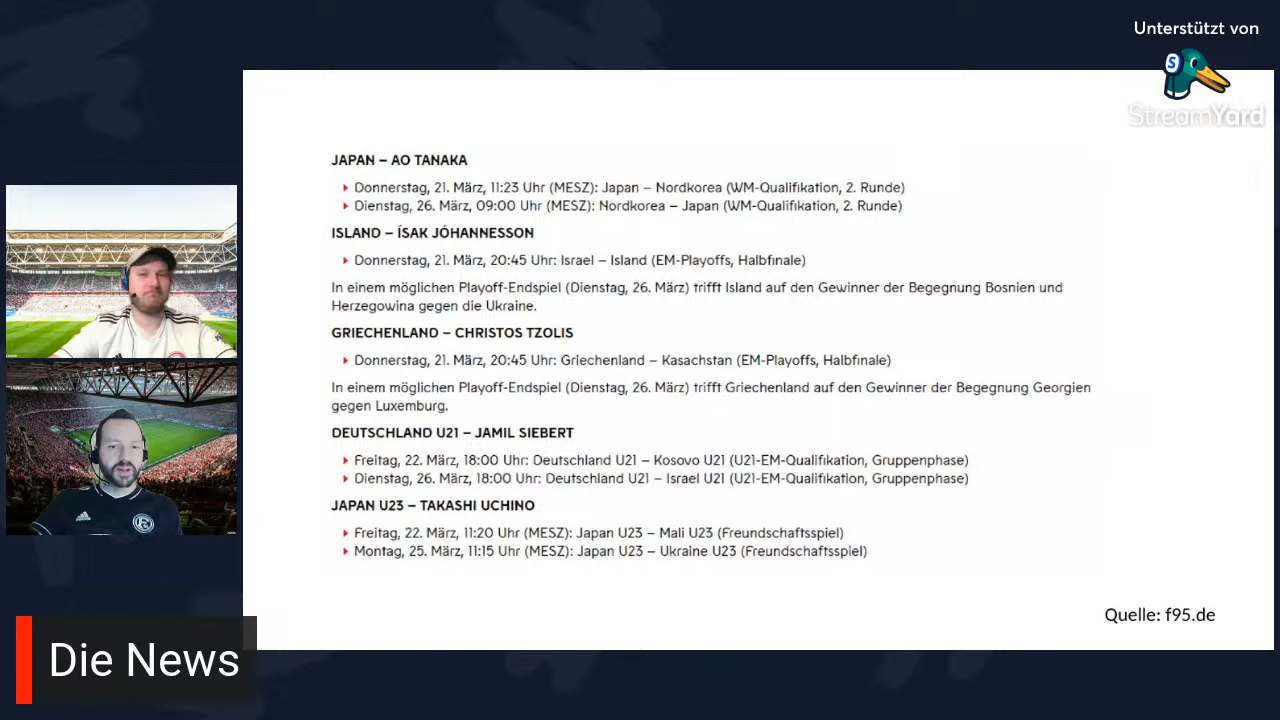 Unterstützt von
S
StreamYard
JAPAN – AO TANAKA
Donnerstag, 21. März, 11:23 Uhr (MESZ): Japan – Nordkorea (WM-Qualifikation, 2. Runde)
Dienstag, 26. März, 09:00 Uhr (MESZ): Nordkorea – Japan (WM-Qualifikation, 2. Runde)
ISLAND – ÍSAK JÓHANNESSON
Donnerstag, 21. März, 20:45 Uhr: Israel – Island (EM-Playoffs, Halbfinale)
In einem möglichen Playoff-Endspiel (Dienstag, 26. März) trifft Island auf den Gewinner der Begegnung Bosnien und
Herzegowina gegen die Ukraine.
GRIECHENLAND – CHRISTOS TZOLIS
Donnerstag, 21. März, 20:45 Uhr: Griechenland – Kasachstan (EM-Playoffs, Halbfinale)
In einem möglichen Playoff-Endspiel (Dienstag, 26. März) trifft Griechenland auf den Gewinner der Begegnung Georgien
gegen Luxemburg.
DEUTSCHLAND U21 – JAMIL SIEBERT
Freitag, 22. März, 18:00 Uhr: Deutschland U21 – Kosovo U21 (U21-EM-Qualifikation, Gruppenphase)
Dienstag, 26. März, 18:00 Uhr: Deutschland U21 – Israel U21 (U21-EM-Qualifikation, Gruppenphase)
JAPAN U23 – TAKASHI UCHINO
Freitag, 22. März, 11:20 Uhr (MESZ): Japan U23 – Mali U23 (Freundschaftsspiel)
Montag, 25. März, 11:15 Uhr (MESZ): Japan U23 – Ukraine U23 (Freundschaftsspiel)
Quelle: f95.de
Die News